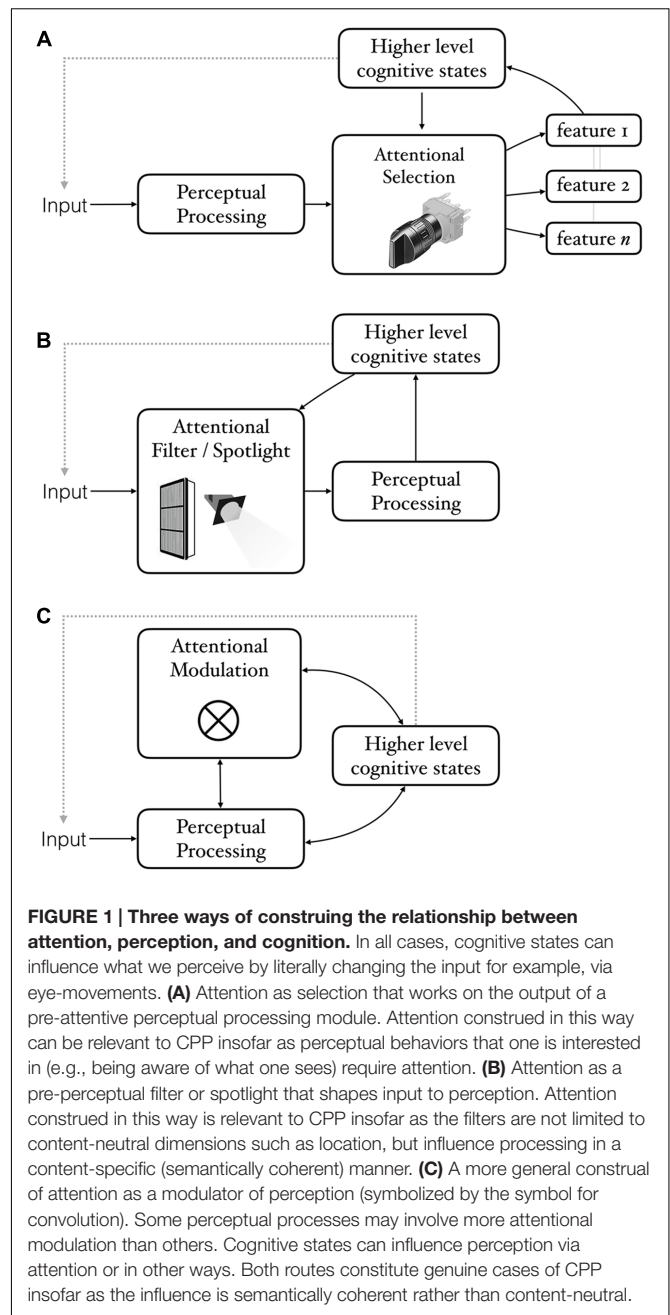 A
Higher level
cognitive states
Attentional
Selection
feature 1
Perceptual
Processing
feature 2
Input
feature n
B
Higher level
cognitive states
Attentional
Filter / Spotlight
Input
Perceptual
Processing
C
Attentional
Modulation
Higher level
cognitive states
Input
Perceptual
Processing
FIGURE 1 | Three ways of construing the relationship between
attention, perception, and cognition. In all cases, cognitive states can
influence what we perceive by literally changing the input for example, via
eye-movements. (A) Attention as selection that works on the output of a
pre-attentive perceptual processing module. Attention construed in this way
can be relevant to CPP insofar as perceptual behaviors that one is interested
in (e.g., being aware of what one sees) require attention. (B) Attention as a
pre-perceptual filter or spotlight that shapes input to perception. Attention
construed in this way is relevant to CPP insofar as the filters are not limited to
content-neutral dimensions such as location, but influence processing in a
content-specific (semantically coherent) manner. (C) A more general construal
of attention as a modulator of perception (symbolized by the symbol for
convolution). Some perceptual processes may involve more attentional
modulation than others. Cognitive states can influence perception via
attention or in other ways. Both routes constitute genuine cases of CPP
insofar as the influence is semantically coherent rather than content-neutral.